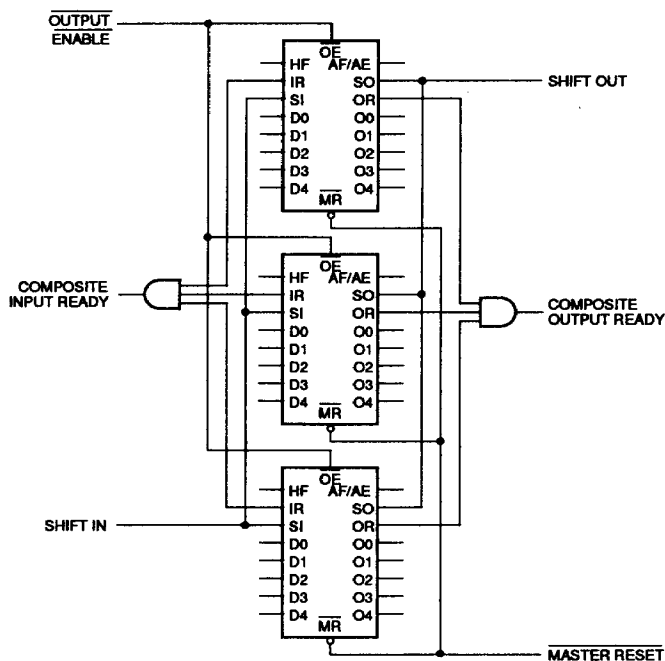 OUTPUT
ENABLE
OE
HF AF/AE
IR SO
SI OR
D0 O0
D1 O1
D2 O2
D3 O3
D4 O4
MR
SHIFT OUT
OE
HF AF/AE
IR SO
SI OR
D0 O0
D1 O1
D2 O2
D3 O3
D4 O4
MR
COMPOSITE
INPUT READY
COMPOSITE
OUTPUT READY
OE
HF AF/AE
IR SO
SI OR
D0 O0
D1 O1
D2 O2
D3 O3
D4 O4
MR
SHIFT IN
MASTER RESET